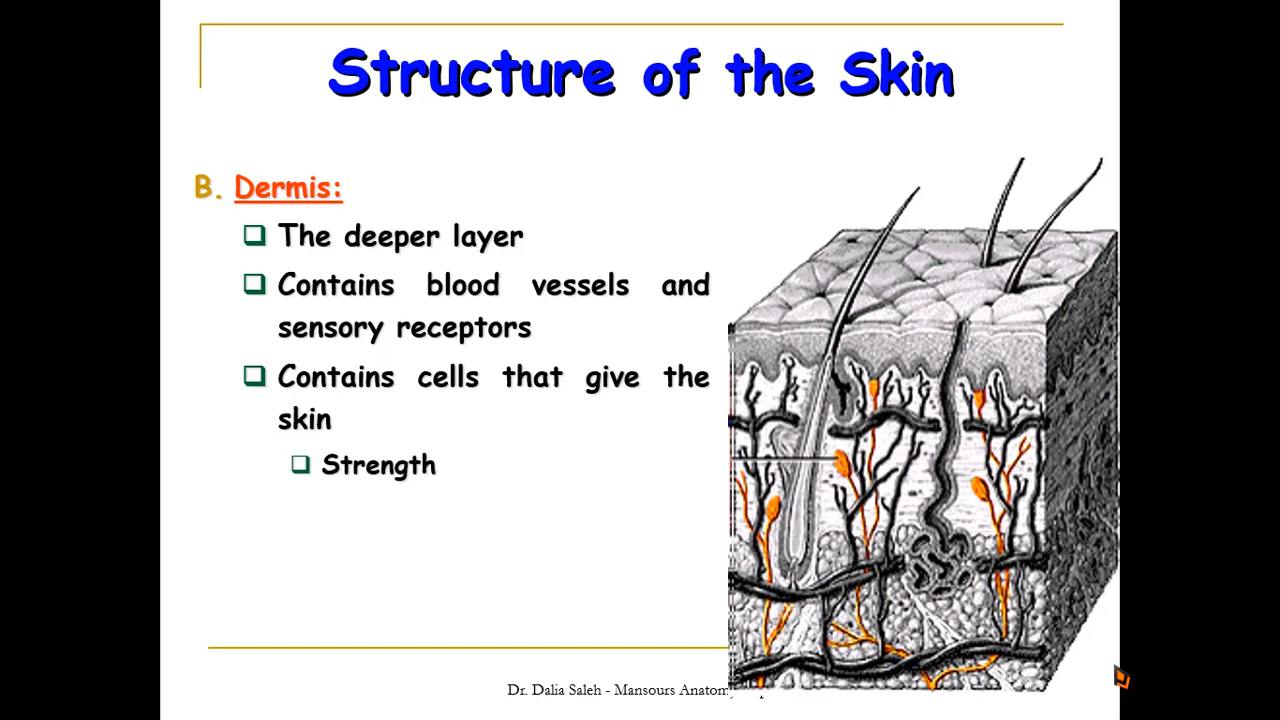 Structure of the Skin
B. Dermis:
The deeper layer
Contains blood vessels and
sensory receptors
Contains cells that give the
skin
Strength
Dr. Dalia Saleh - Mansours